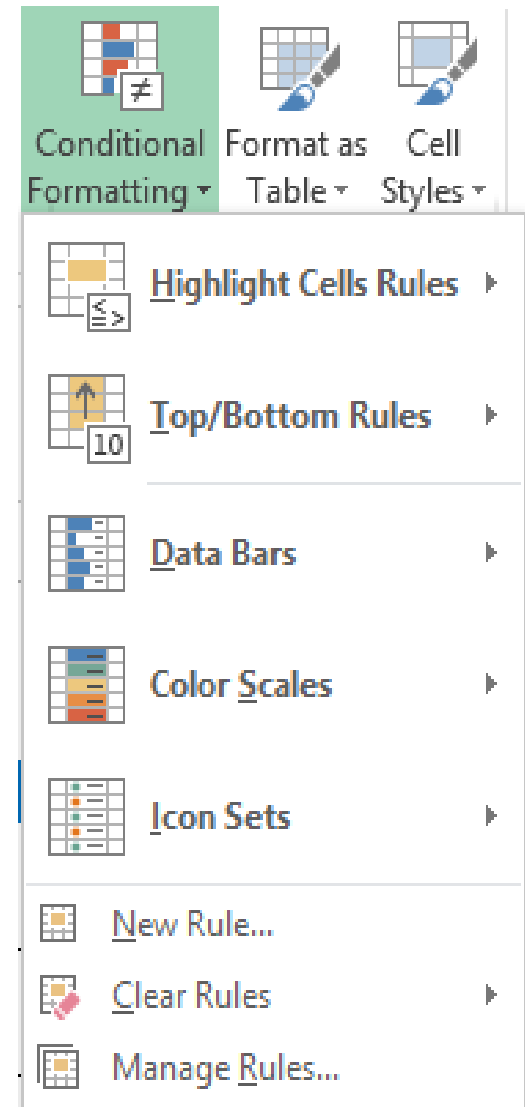 ≠
Conditional Format as Cell
Formatting Table Styles
≤ = >
Highlight Cells Rules
Top/Bottom Rules
10
Data Bars
Color Scales
Icon Sets
New Rule...
Clear Rules
Manage Rules...